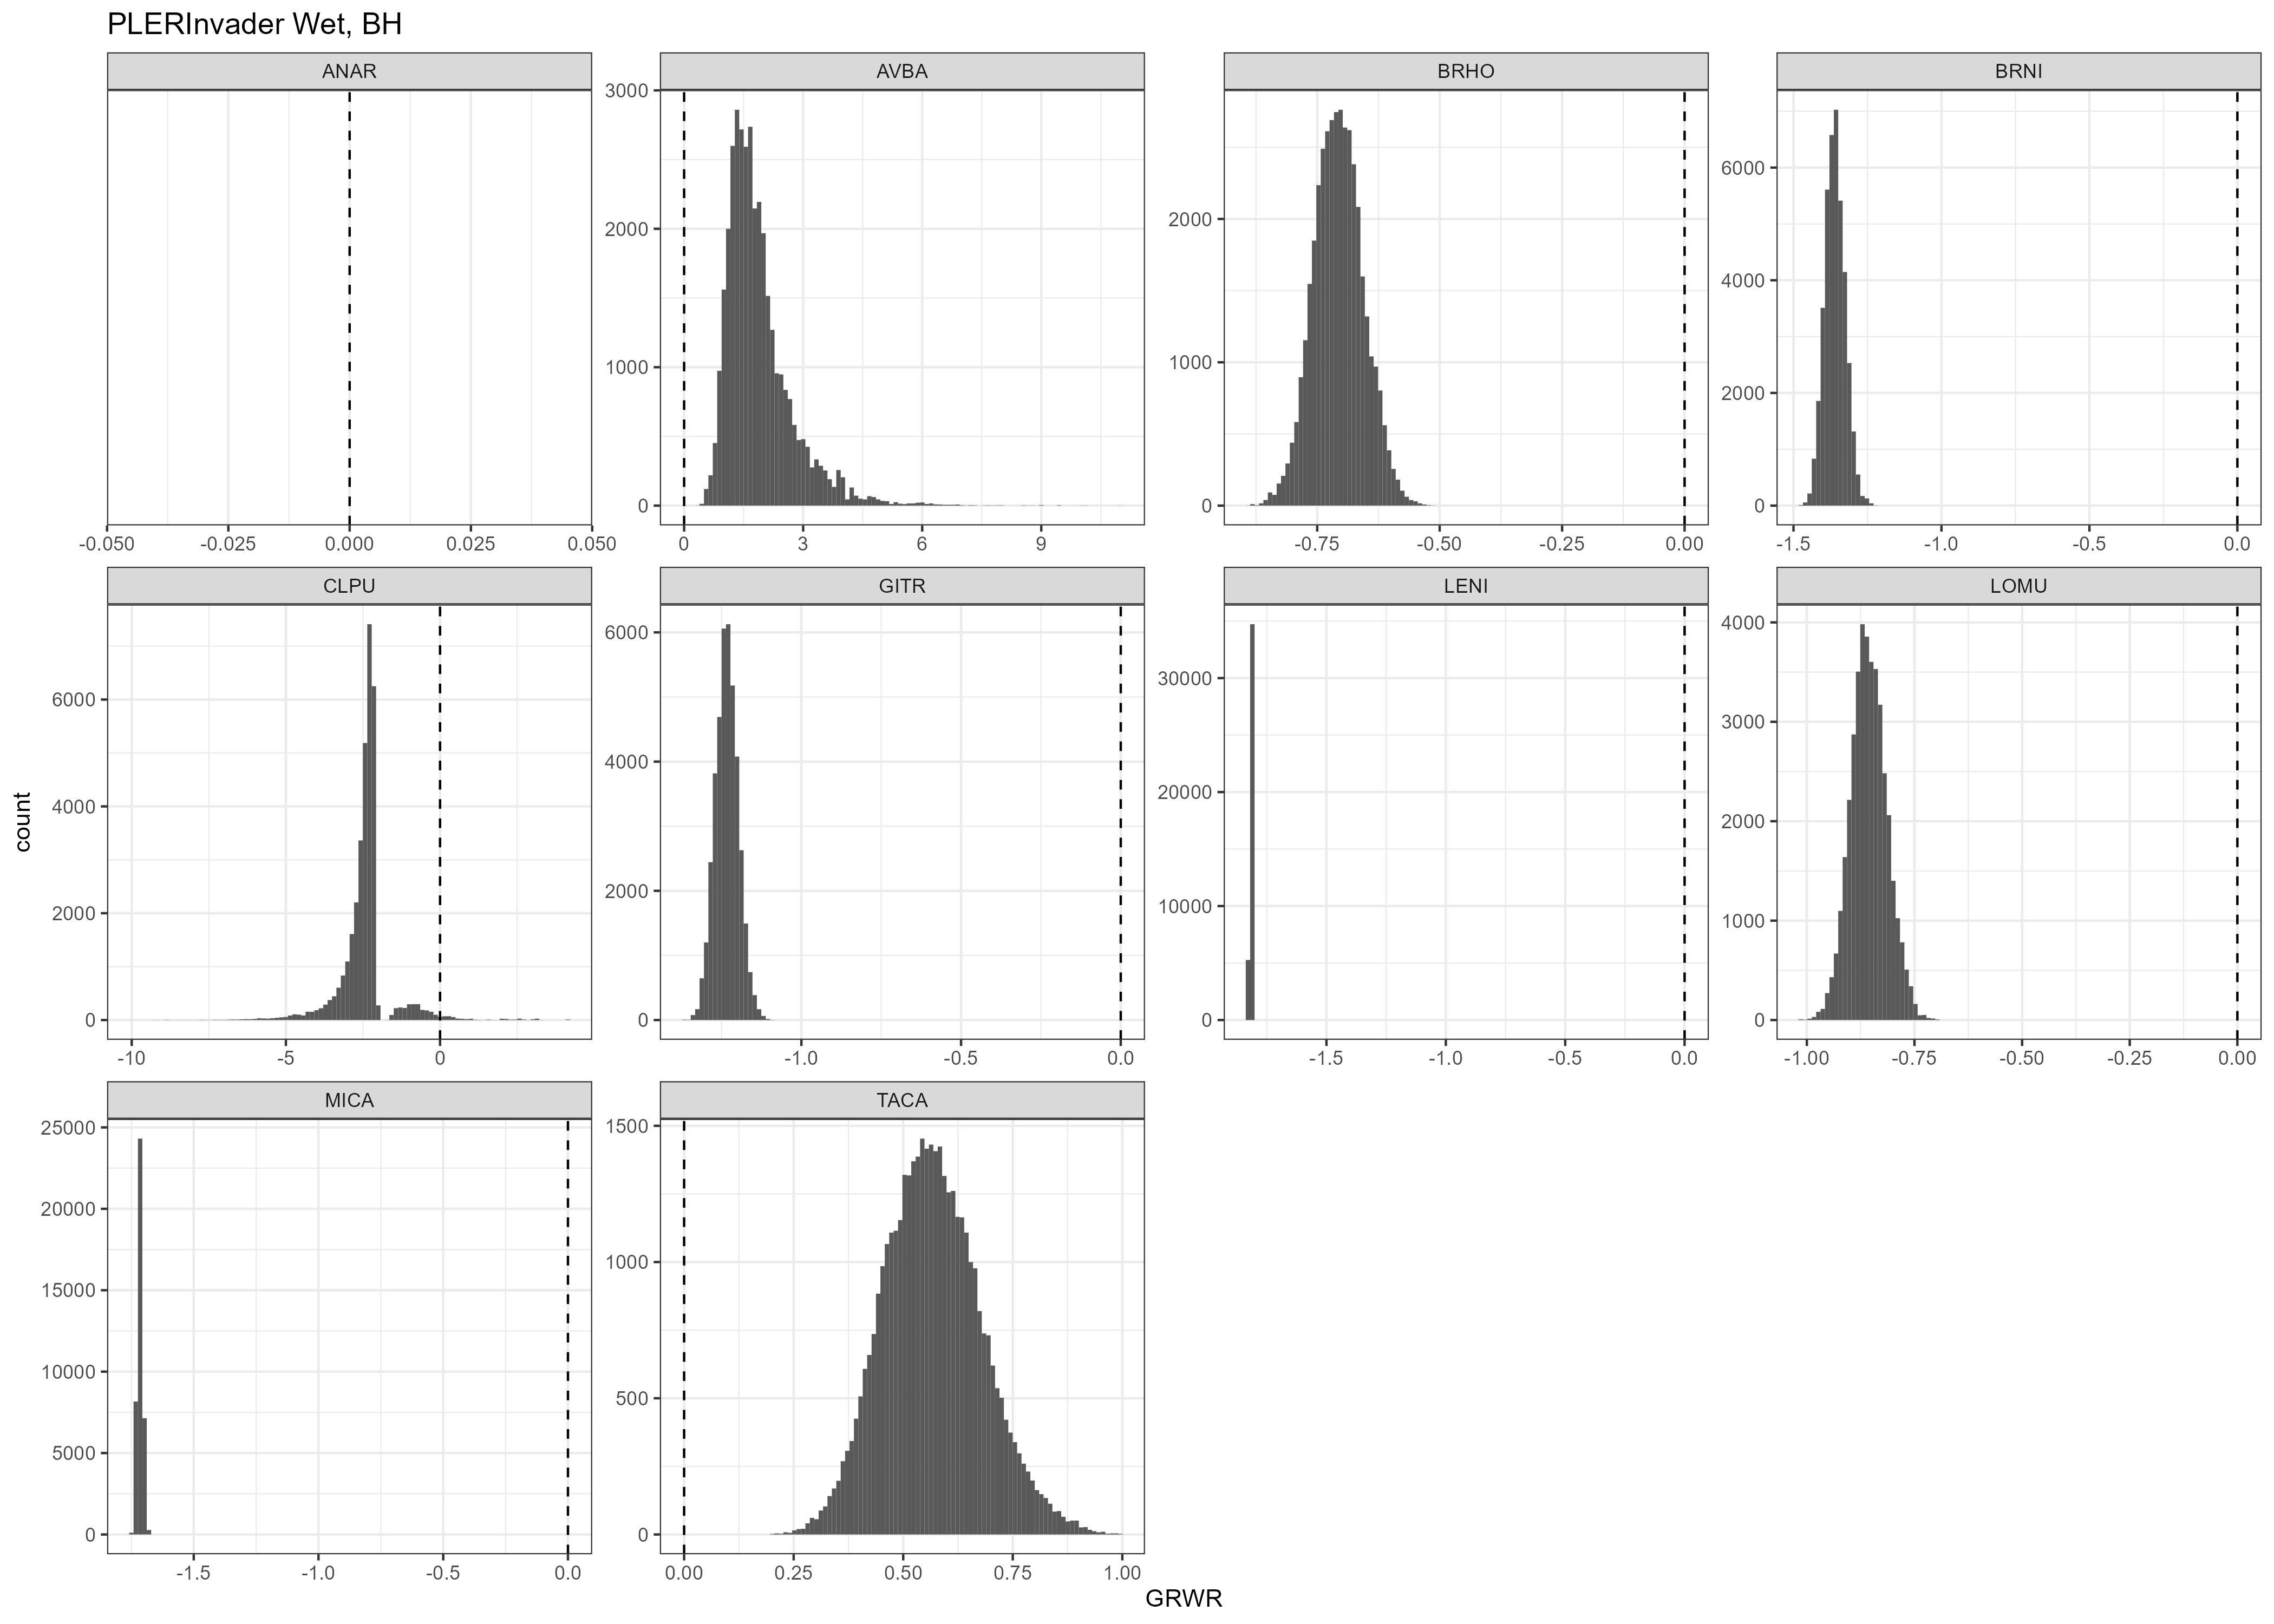 PLERInvader Wet, BH
ANAR AVBA BRHO BRNI
3000
2000
1000
0
2000
1000
0
6000
4000
2000
0
-0.050 -0.025 0.000 0.025 0.050
0 3 6 9
-0.75 -0.50 -0.25 0.00
-1.5 -1.0 -0.5 0.0
CLPU GITR LENI LOMU
6000
4000
2000
0
6000
4000
2000
0
30000
20000
10000
0
4000
3000
2000
1000
0
-10 -5 0
-1.0 -0.5 0.0
-1.5 -1.0 -0.5 0.0
-1.00 -0.75 -0.50 -0.25 0.00
MICA TACA
25000
20000
15000
10000
5000
0
1500
1000
500
0
-1.5 -1.0 -0.5 0.0
0.00 0.25 0.50 0.75 1.00
count
GRWR